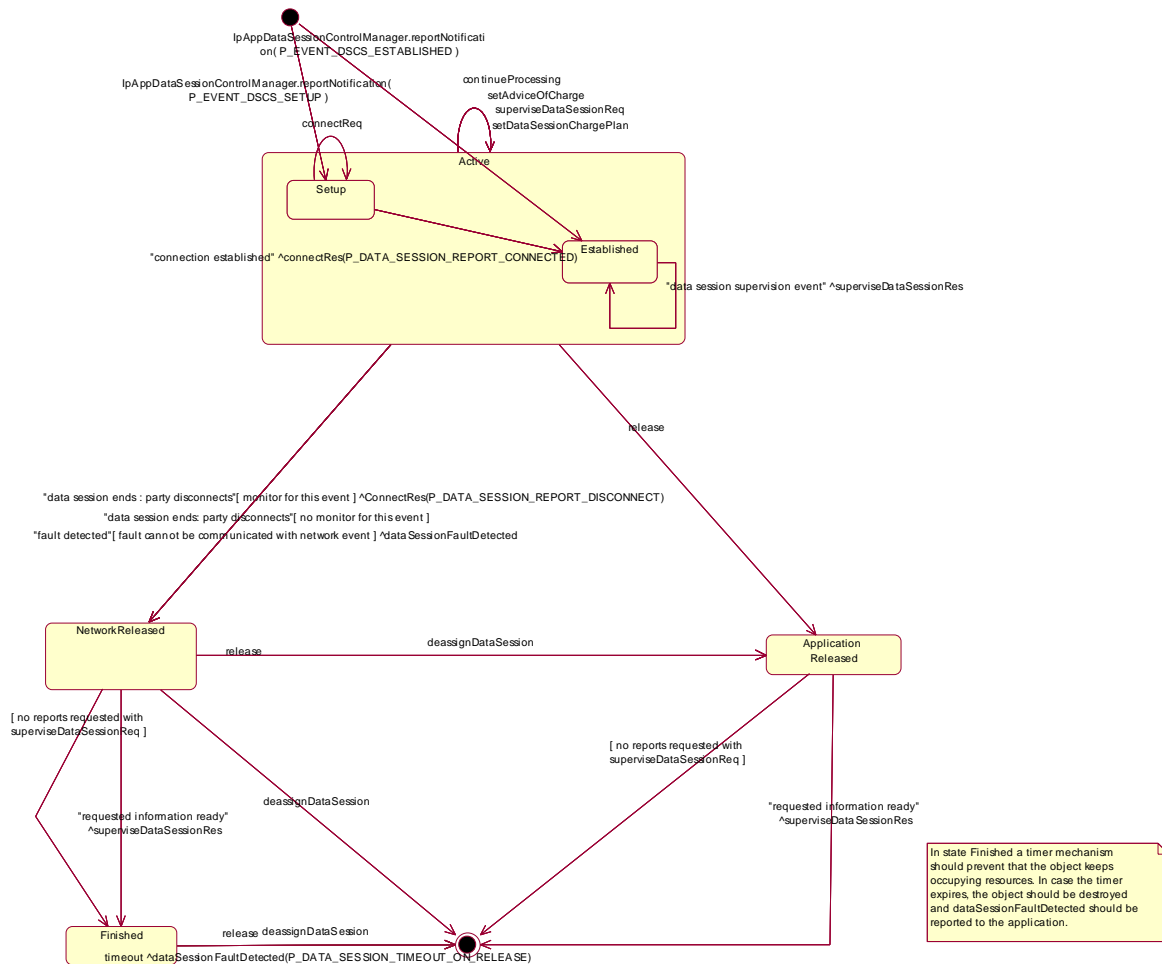 IpAppDataSessionControlManager.reportNotificati
on( P_EVENT_DSCS_ESTABLISHED )
IpAppDataSessionControlManager.reportNotification(
P_EVENT_DSCS_SETUP )
continueProcessing
setAdviceOfCharge
superviseDataSessionReq
setDataSessionChargePlan
connectReq
Active
Setup
Established
"connection established" ^connectRes(P_DATA_SESSION_REPORT_CONNECTED)
"data session supervision event" ^superviseDataSessionRes
release
"data session ends : party disconnects"[ monitor for this event ] ^ConnectRes(P_DATA_SESSION_REPORT_DISCONNECT)
"data session ends: party disconnects"[ no monitor for this event ]
"fault detected"[ fault cannot be communicated with network event ] ^dataSessionFaultDetected
NetworkReleased
release
deassignDataSession
Application
Released
[ no reports requested with
superviseDataSessionReq ]
[ no reports requested with
superviseDataSessionReq ]
deassignDataSession
"requested information ready"
^superviseDataSessionRes
"requested information ready"
^superviseDataSessionRes
In state Finished a timer mechanism
should prevent that the object keeps
occupying resources. In case the timer
expires, the object should be destroyed
and dataSessionFaultDetected should be
reported to the application.
Finished
release
deassignDataSession
timeout ^dataSessionFaultDetected(P_DATA_SESSION_TIMEOUT_ON_RELEASE)